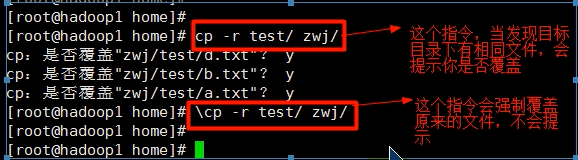 [root@hadoop1 home]#
[root@hadoop1 home]# cp -r test/ zwj/
cp：是否覆盖"zwj/test/d.txt"？ y
cp：是否覆盖"zwj/test/b.txt"？ y
cp：是否覆盖"zwj/test/a.txt"？ y
[root@hadoop1 home]# \cp -r test/ zwj/
[root@hadoop1 home]#
[root@hadoop1 home]#
这个指令，当发现目标
目录下有相同文件，会
提示你是否覆盖
这个指令会强制覆盖
原来的文件，不会提
示